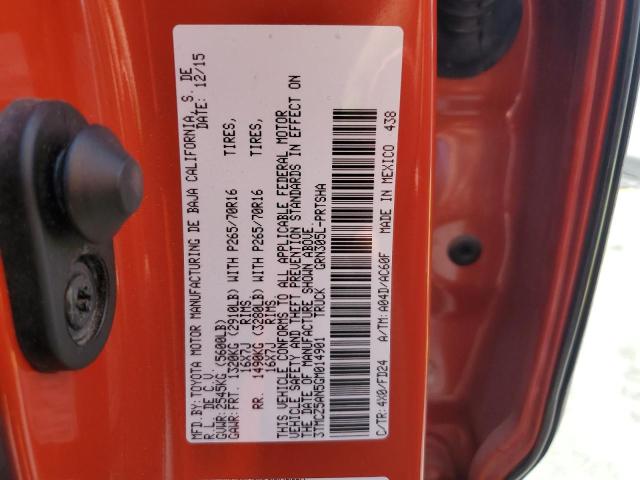 MFD.BY:TOYOTA MOTOR MANUFACTURING DE BAJA CALIFORNIA, S. DE
R.L. DE C.V. DATE: 12/15
GVWR:2545KG (5600LB)
GAWR:FRT. 1320KG (2910LB) WITH P265/70R16 TIRES,
16X7J RIMS
RR. 1490KG (3280LB) WITH P265/70R16 TIRES,
16X7J RIMS
THIS VEHICLE CONFORMS TO ALL APPLICABLE FEDERAL MOTOR
VEHICLE SAFETY AND THEFT PREVENTION STANDARDS IN EFFECT ON
THE DATE OF MANUFACTURE SHOWN ABOVE
3TMCZ5AN5GM014901 TRUCK GRN305L-PRTSHA
C/TR:4X0/FD24 A/TM:A04D/AC60F MADE IN MEXICO 438